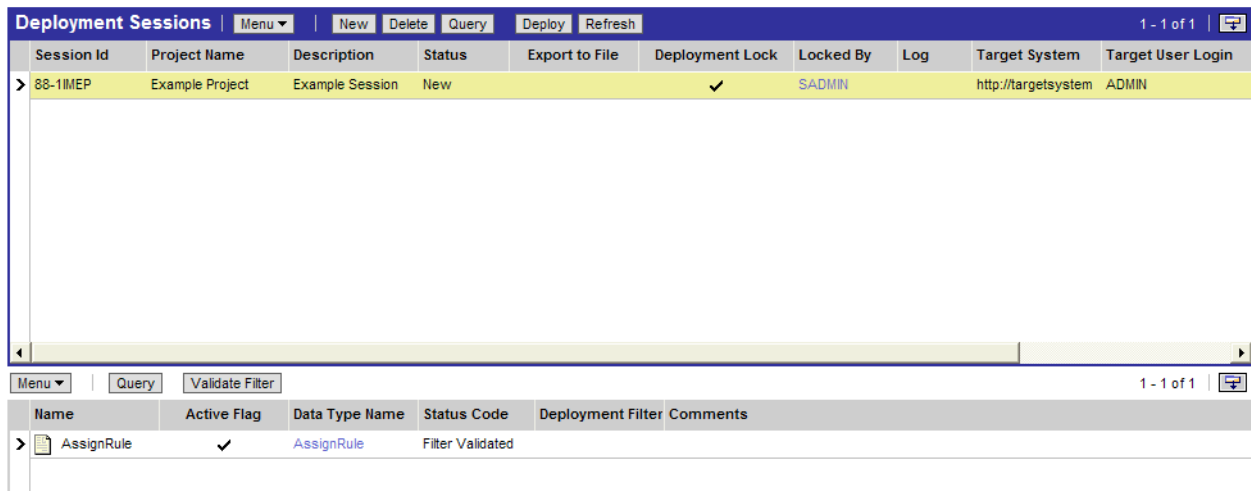 Deployment Sessions | Menu | New Delete Query Deploy Refresh 1 - 1 of 1
Session Id Project Name Description Status Export to File Deployment Lock Locked By Log Target System Target User Login
88-1IMEP Example Project Example Session New SADMIN http://targetsystem ADMIN
Menu | Query Validate Filter 1 - 1 of 1
Name Active Flag Data Type Name Status Code Deployment Filter Comments
AssignRule AssignRule Filter Validated